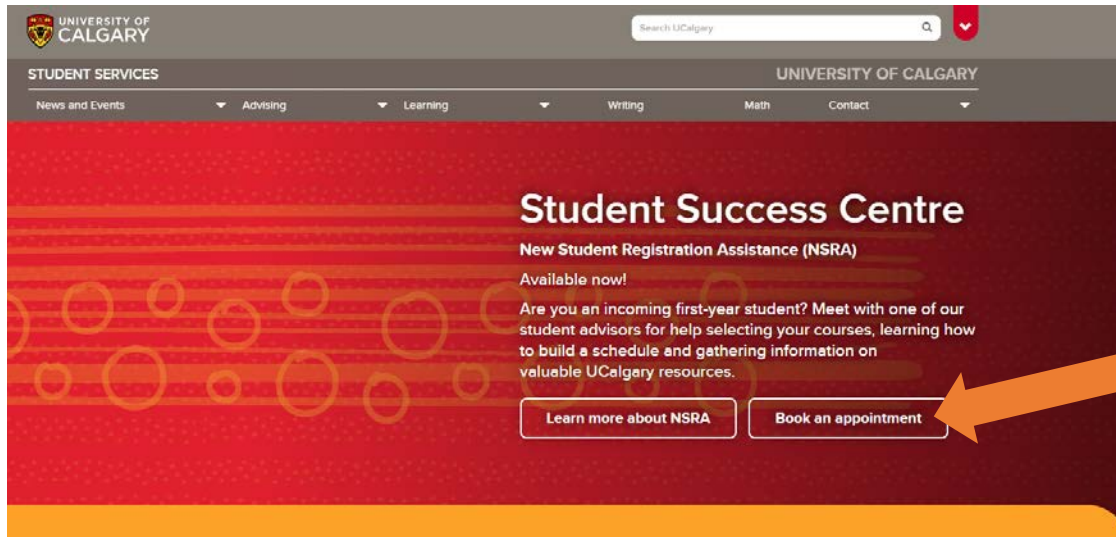 UNIVERSITY OF
CALGARY
Search UCalgary
STUDENT SERVICES
UNIVERSITY OF CALGARY
News and Events
Advising
Learning
Writing
Math
Contact
Student Success Centre
New Student Registration Assistance (NSRA)
Available now!
Are you an incoming first-year student? Meet with one of our
student advisors for help selecting your courses, learning how
to build a schedule and gathering information on
valuable UCalgary resources.
Learn more about NSRA
Book an appointment